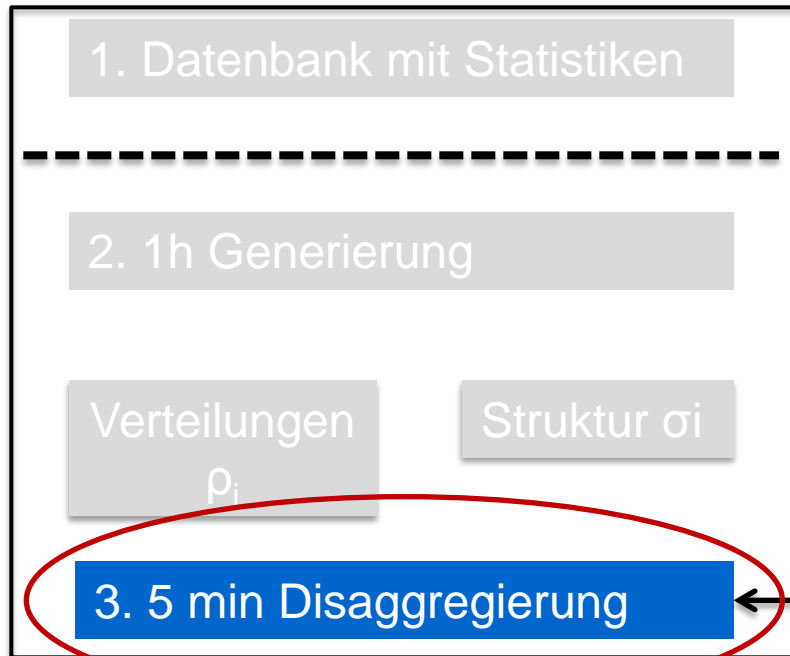 1. Datenbank mit Statistiken
2. 1h Generierung
Verteilungen
ρᵢ
Struktur σi
3. 5 min Disaggregierung